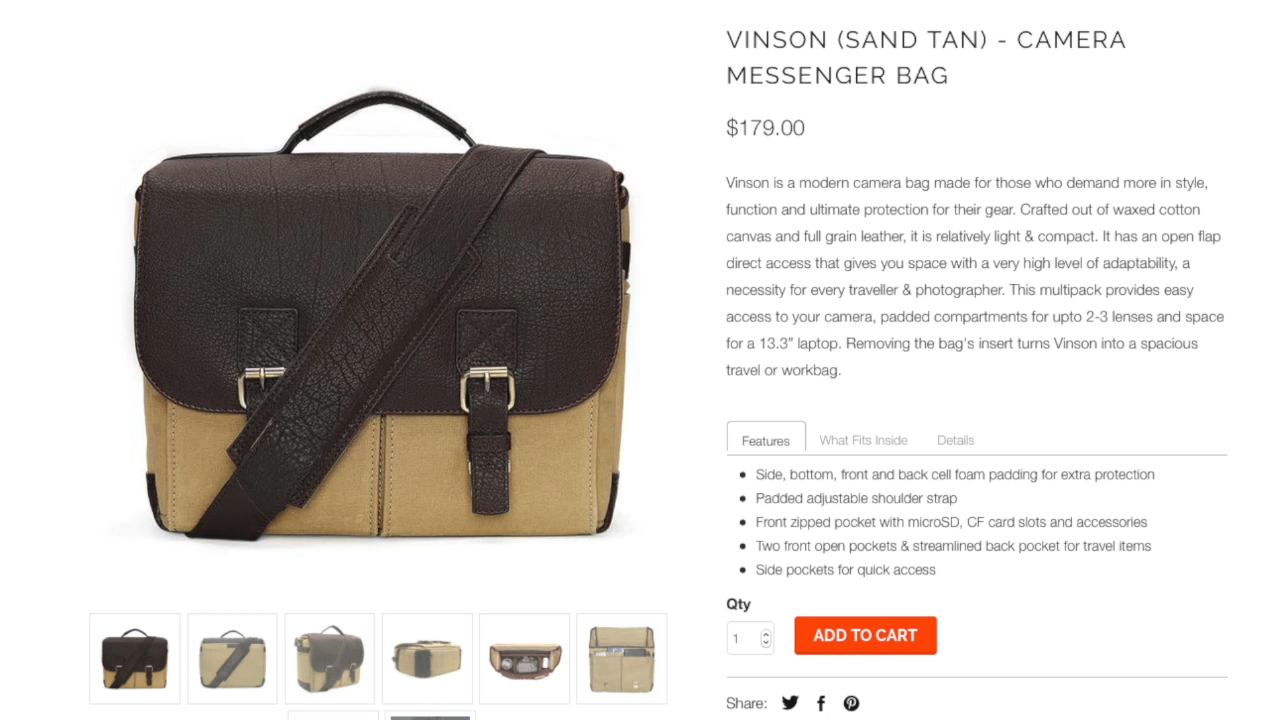 VINSON (SAND TAN) - CAMERA
MESSENGER BAG
$179.00
Vinson is a modern camera bag made for those who demand more in style,
function and ultimate protection for their gear. Crafted out of waxed cotton
canvas and full grain leather, it is relatively light & compact. It has an open flap
direct access that gives you space with a very high level of adaptability, a
necessity for every traveller & photographer. This multipack provides easy
access to your camera, padded compartments for upto 2-3 lenses and space
for a 13.3” laptop. Removing the bag's insert turns Vinson into a spacious
travel or workbag.
Features What Fits Inside Details
Side, bottom, front and back cell foam padding for extra protection
Padded adjustable shoulder strap
Front zipped pocket with microSD, CF card slots and accessories
Two front open pockets & streamlined back pocket for travel items
Side pockets for quick access
Qty
1 ADD TO CART
Share: